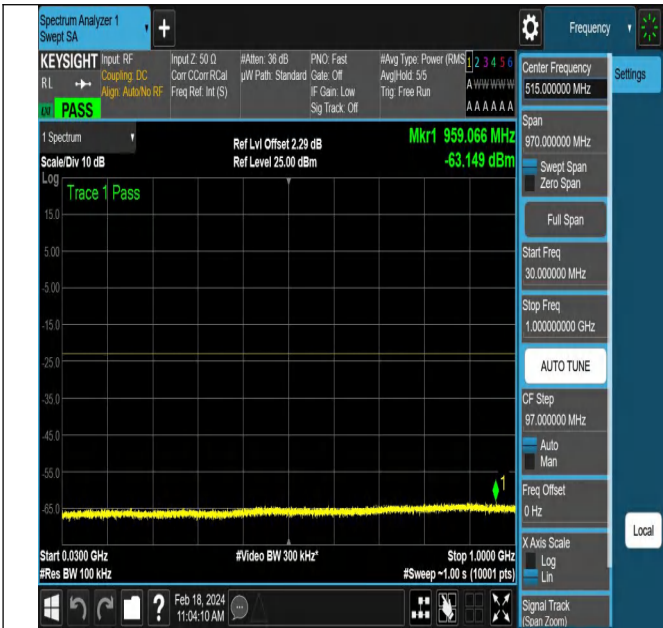 Spectrum Analyzer 1
Swept SA
Frequency
KEYSIGHT
RL
PASS
Input: RF
Coupling: DC
Align: Auto/No RF
Input Z: 50 Ω
Corr CCorr RCal
Freq Ref: Int (S)
#Atten: 36 dB
µW Path: Standard
PNO: Fast
Gate: Off
IF Gain: Low
Sig Track: Off
#Avg Type: Power (RMS
Avg|Hold: 5/5
Trig: Free Run
1 2 3 4 5 6
A W W W W W
A A A A A A
1 Spectrum
Scale/Div 10 dB
Ref Lvl Offset 2.29 dB
Ref Level 25.00 dBm
Mkr1 959.066 MHz
-63.149 dBm
Log
Trace 1 Pass
15.0
5.00
-5.00
-15.0
-25.0
-35.0
-45.0
-55.0
-65.0
1
Start 0.0300 GHz
#Res BW 100 kHz
#Video BW 300 kHz*
Stop 1.0000 GHz
#Sweep ~1.00 s (10001 pts)
Feb 18, 2024
11:04:10 AM
Center Frequency
515.000000 MHz
Settings
Span
970.000000 MHz
Swept Span
Zero Span
Full Span
Start Freq
30.000000 MHz
Stop Freq
1.000000000 GHz
AUTO TUNE
CF Step
97.000000 MHz
Auto
Man
Freq Offset
0 Hz
Local
X Axis Scale
Log
Lin
Signal Track
(Span Zoom)